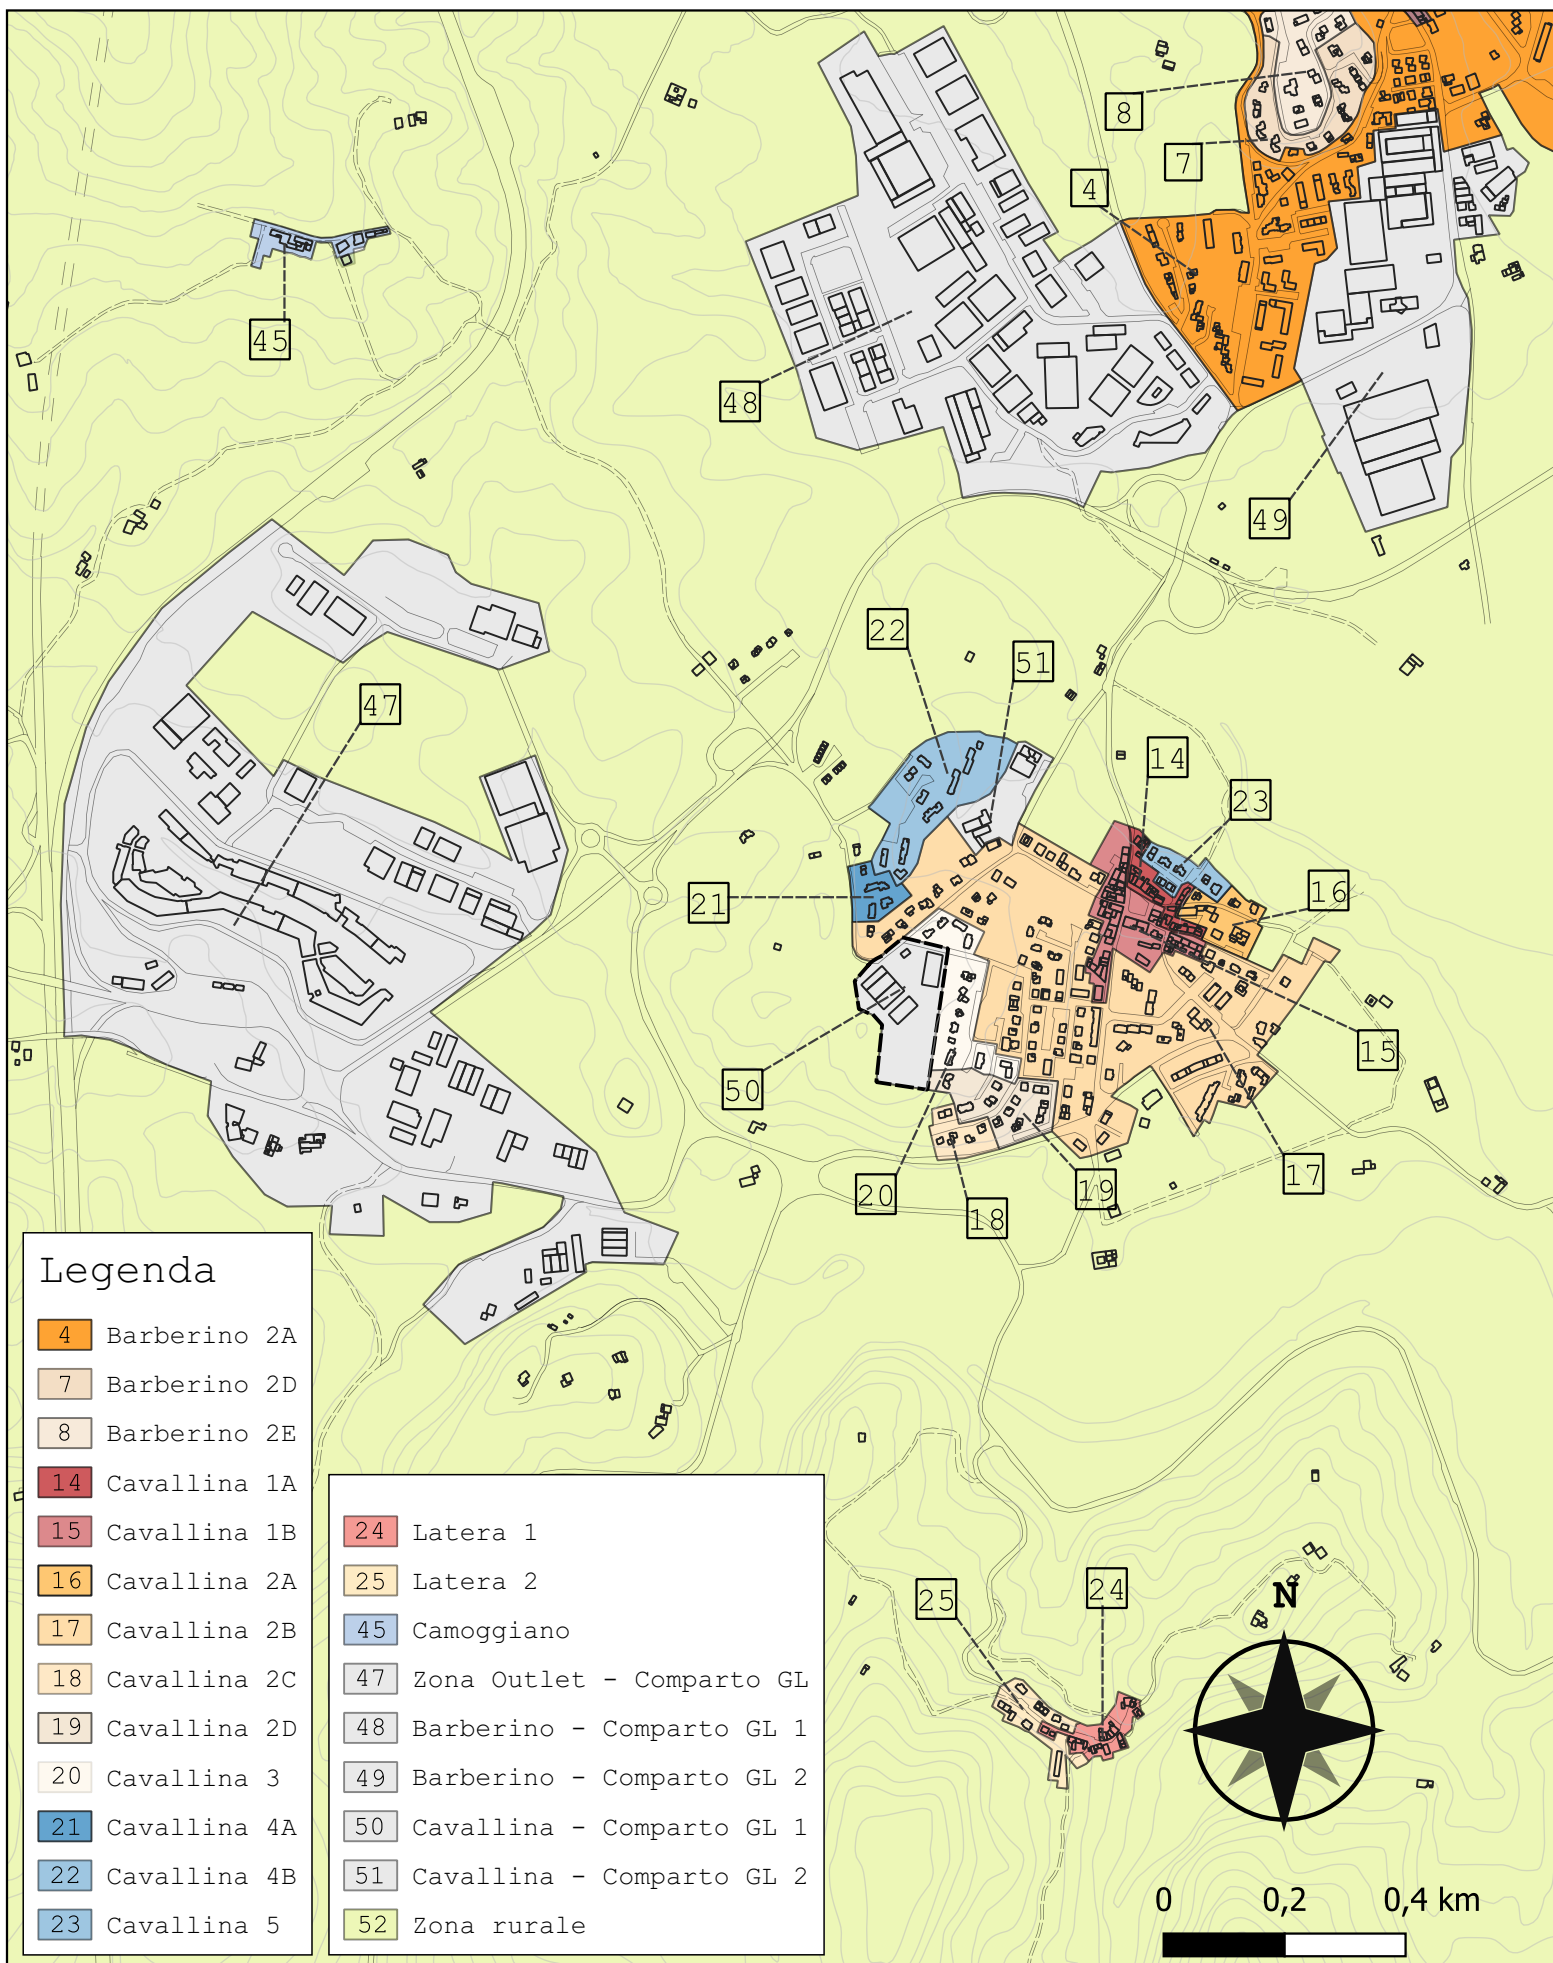 8
7
4
45
48
49
22
51
47
14
23
16
21
15
50
17
20
19
18
25
24
N
0 0,2 0,4 km
Legenda
4 Barberino 2A
7 Barberino 2D
8 Barberino 2E
14 Cavallina 1A
15 Cavallina 1B
16 Cavallina 2A
17 Cavallina 2B
18 Cavallina 2C
19 Cavallina 2D
20 Cavallina 3
21 Cavallina 4A
22 Cavallina 4B
23 Cavallina 5
24 Latera 1
25 Latera 2
45 Camoggiano
47 Zona Outlet - Comparto GL
48 Barberino - Comparto GL 1
49 Barberino - Comparto GL 2
50 Cavallina - Comparto GL 1
51 Cavallina - Comparto GL 2
52 Zona rurale